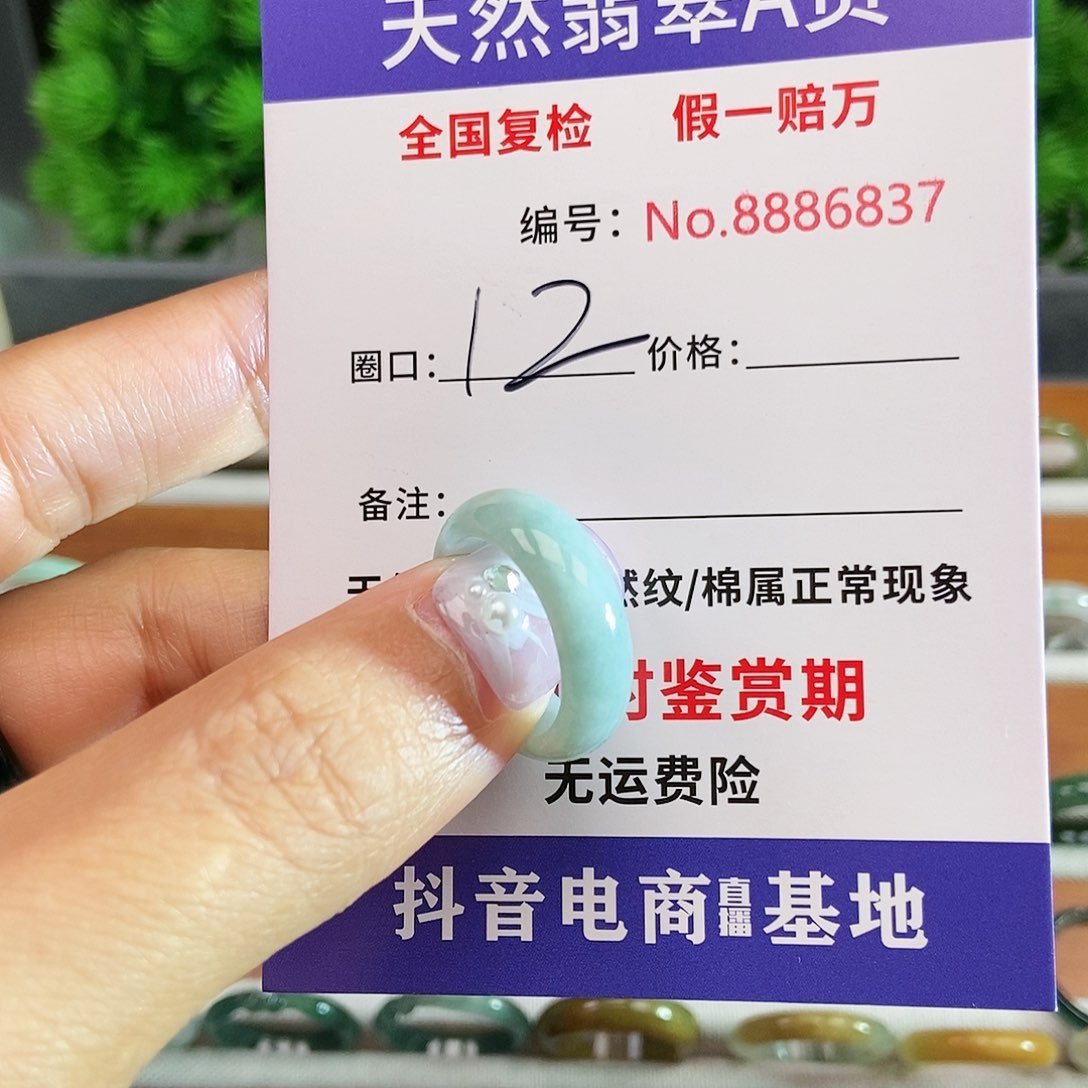 天然翡翠A货
全国复检 假一赔万
编号：No.8886837
圈口：12 价格：
备注：
然纹/棉属正常现象
时鉴赏期
无运费险
抖音电商直播基地